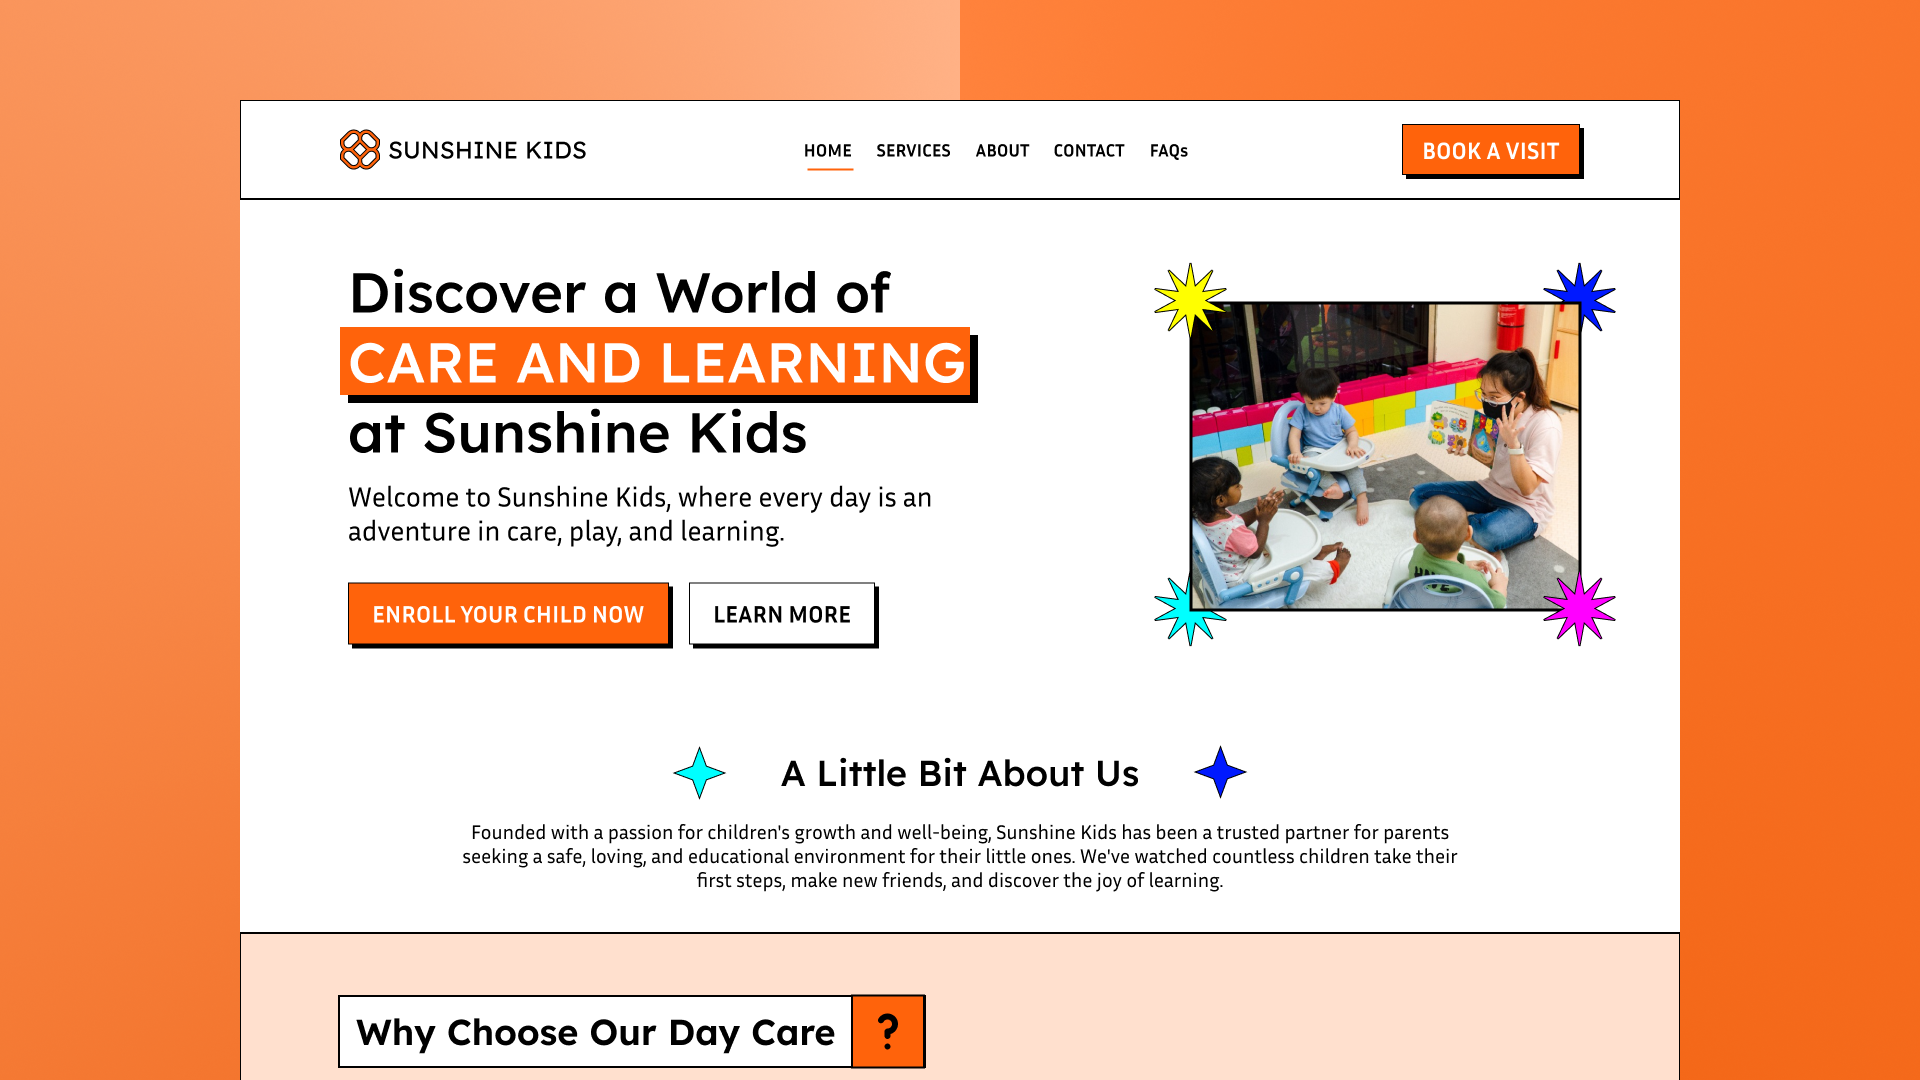 SUNSHINE KIDS
HOME SERVICES ABOUT CONTACT FAQs
BOOK A VISIT
Discover a World of
CARE AND LEARNING
at Sunshine Kids
Welcome to Sunshine Kids, where every day is an
adventure in care, play, and learning.
ENROLL YOUR CHILD NOW
LEARN MORE
A Little Bit About Us
Founded with a passion for children's growth and well-being, Sunshine Kids has been a trusted partner for parents
seeking a safe, loving, and educational environment for their little ones. We've watched countless children take their
first steps, make new friends, and discover the joy of learning.
Why Choose Our Day Care ?